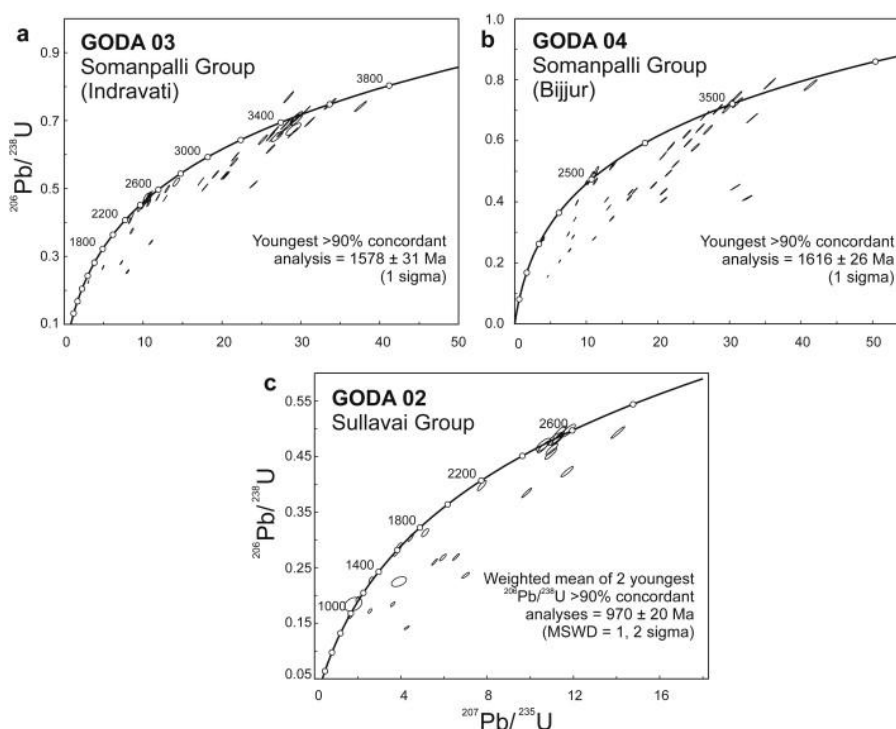 a
GODA 03
Somanpalli Group
(Indravati)
0.9
0.7
0.5
0.3
0.1
²⁰⁶Pb/²³⁸U
1800
2200
2600
3000
3400
3800
Youngest >90% concordant
analysis = 1578 ± 31 Ma
(1 sigma)
0
10
20
30
40
50
b
GODA 04
Somanpalli Group
(Bijjur)
1.0
0.8
0.6
0.4
0.2
0.0
2500
3500
Youngest >90% concordant
analysis = 1616 ± 26 Ma
(1 sigma)
0
10
20
30
40
50
c
GODA 02
Sullavai Group
0.55
0.45
0.35
0.25
0.15
0.05
²⁰⁶Pb/²³⁸U
1000
1400
1800
2200
2600
Weighted mean of 2 youngest
²⁰⁶Pb/²³⁸U >90% concordant
analyses = 970 ± 20 Ma
(MSWD = 1, 2 sigma)
0
4
8
12
16
²⁰⁷Pb/²³⁵U